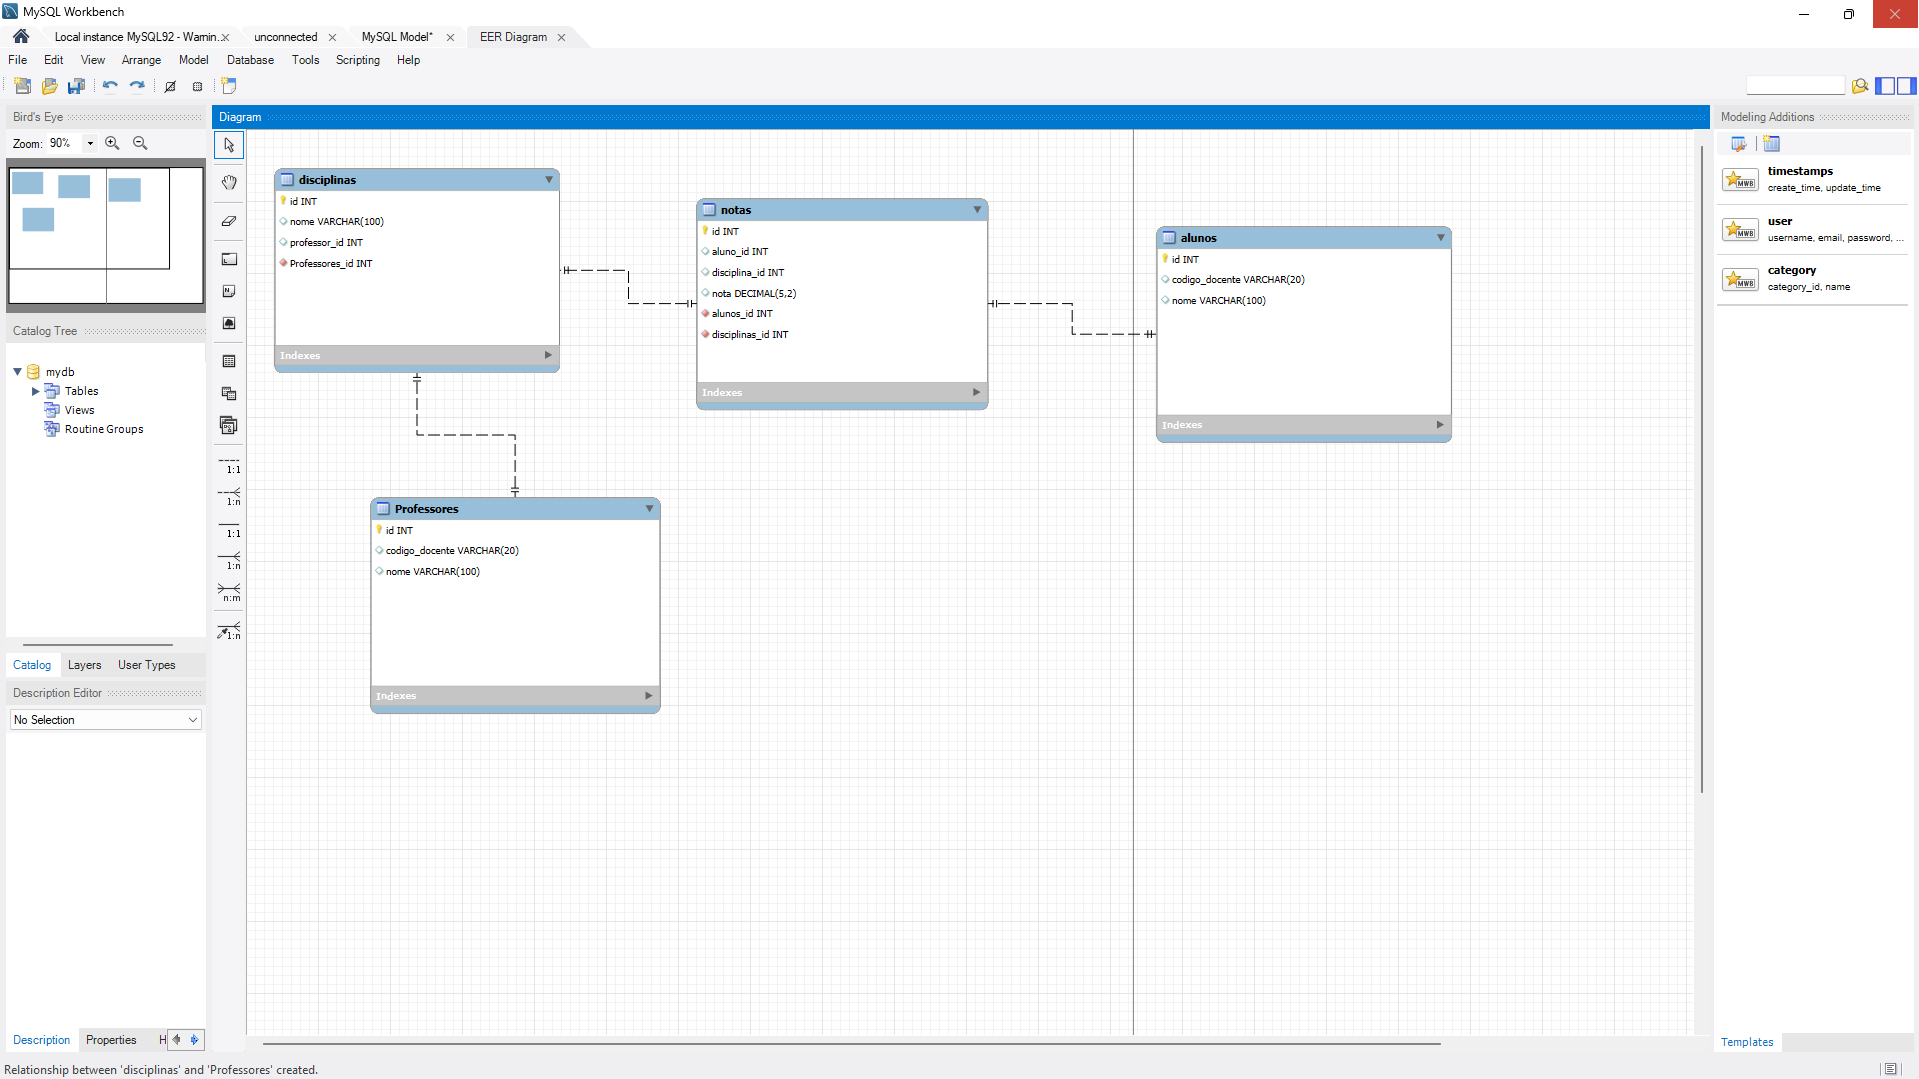 MySQL Workbench
Local instance MySQL92 - Warnin...
unconnected
MySQL Model*
EER Diagram
File Edit View Arrange Model Database Tools Scripting Help
Bird's Eye
Zoom: 90%
Catalog Tree
mydb
Tables
Views
Routine Groups
Catalog Layers User Types
Description Editor
No Selection
Description Properties H
Diagram
1:1
1:n
1:1
1:n
n:m
1:n
disciplinas
id INT
nome VARCHAR(100)
professor_id INT
Professores_id INT
Indexes
notas
id INT
aluno_id INT
disciplina_id INT
nota DECIMAL(5,2)
alunos_id INT
disciplinas_id INT
Indexes
alunos
id INT
codigo_docente VARCHAR(20)
nome VARCHAR(100)
Indexes
Professores
id INT
codigo_docente VARCHAR(20)
nome VARCHAR(100)
Indexes
Modeling Additions
MWB
timestamps
create_time, update_time
MWB
user
username, email, password, ...
MWB
category
category_id, name
Templates
Relationship between 'disciplinas' and 'Professores' created.